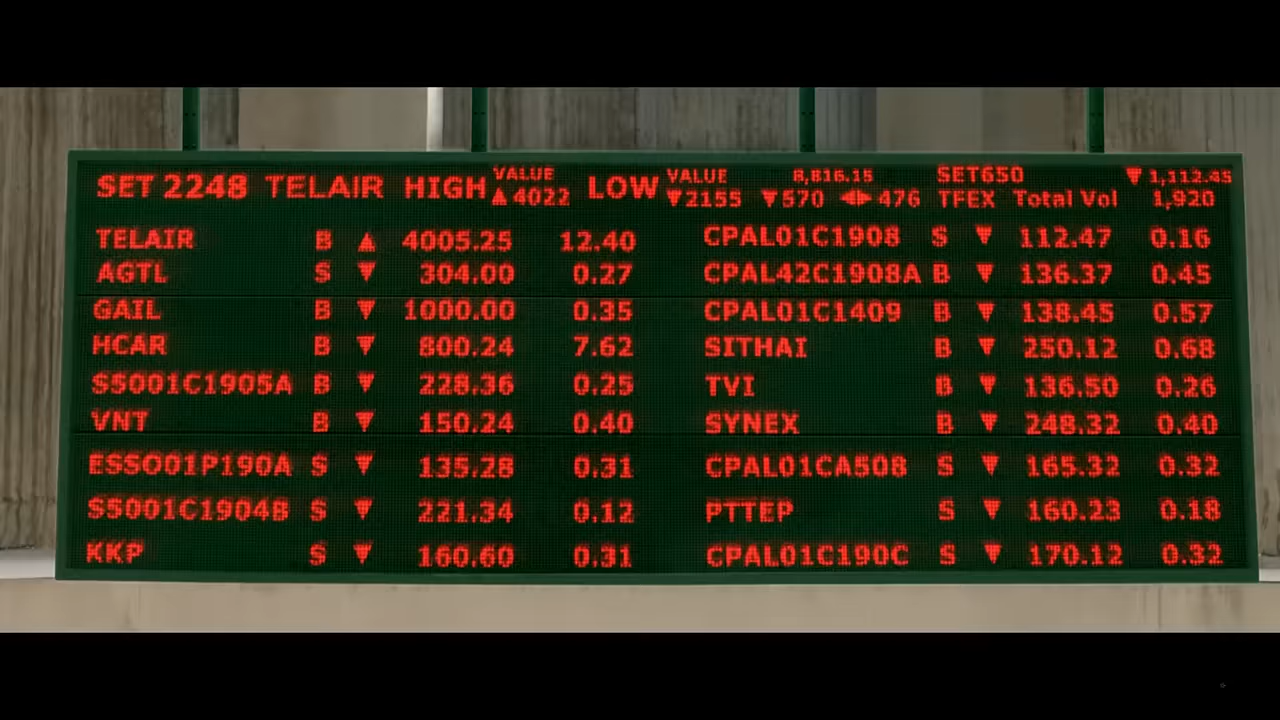 SET 2248 TELAIR HIGH VALUE ▲4022 LOW VALUE ▼2155 8,816.15 ▼570 ◀▶476 SET650 ▼1,112.45 TFEX Total Vol 1,920
TELAIR B ▲ 4005.25 12.40 CPAL01C1908 S ▼ 112.47 0.16
AGTL S ▼ 304.00 0.27 CPAL42C1908A B ▼ 136.37 0.45
GAIL B ▼ 1000.00 0.35 CPAL01C1409 B ▼ 138.45 0.57
HCAR B ▼ 800.24 7.62 SITHAI B ▼ 250.12 0.68
S5001C1905A B ▼ 228.36 0.25 TVI B ▼ 136.50 0.26
VNT B ▼ 150.24 0.40 SYNEX B ▼ 248.32 0.40
ESSO01P190A S ▼ 135.28 0.31 CPAL01CA508 S ▼ 165.32 0.32
S5001C1904B S ▼ 221.34 0.12 PTTEP S ▼ 160.23 0.18
KKP S ▼ 160.60 0.31 CPAL01C190C S ▼ 170.12 0.32